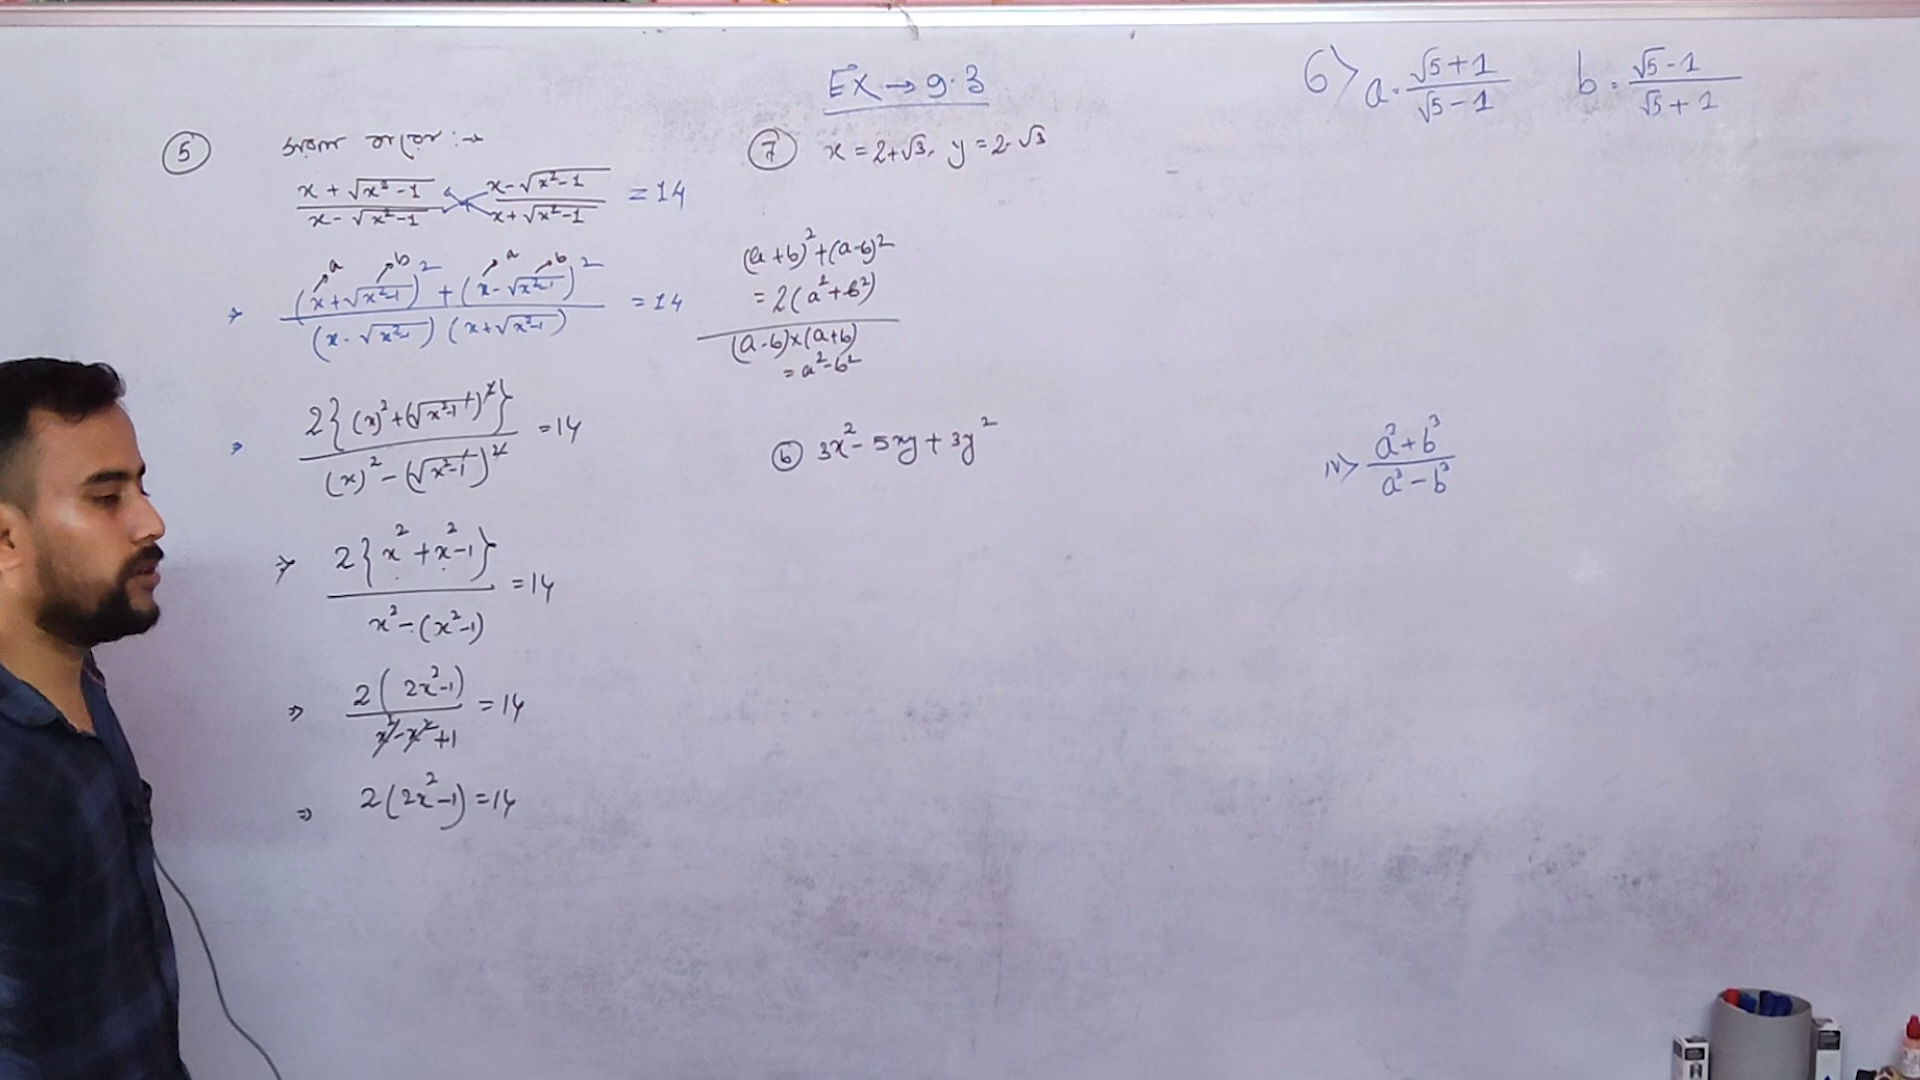 EX → 9.3
⑤ সরল করো :→
x + √x² - 1 / x - √x² - 1 + x - √x² - 1 / x + √x² - 1 = 14
⇒ (x + √x²-1)² + (x - √x²-1)² / (x - √x²-1) (x + √x²-1) = 14
a b a b
⇒ 2{(x)² + (√x²-1)²} / (x)² - (√x²-1)² = 14
⇒ 2{x² + x² - 1} / x² - (x² - 1) = 14
⇒ 2(2x² - 1) / x² - x² + 1 = 14
⇒ 2(2x² - 1) = 14
⑦ x = 2 + √3, y = 2 - √3
(a + b)² + (a - b)²
= 2(a² + b²)
(a - b) × (a + b)
= a² - b²
ⓑ 3x² - 5xy + 3y²
6> a = √5 + 1 / √5 - 1 b = √5 - 1 / √5 + 1
iv> a³ + b³ / a³ - b³